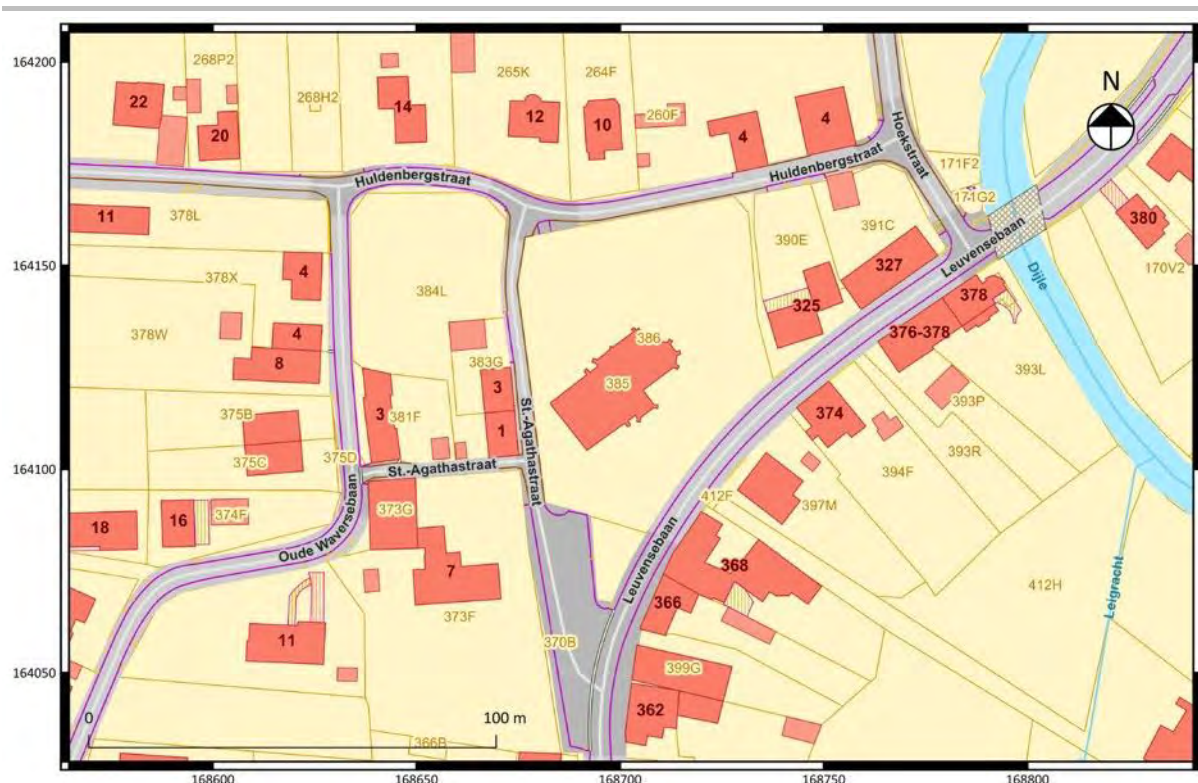 164200
268P2
265K
264F
268H2
N
22
14
12
10
260F
4
4
20
Hoekstraat
Huldenbergstraat
Huldenbergstraat
171F2
171G2
11
378L
391C
390E
Leuvensebaan
380
164150
4
378X
384L
327
Dijle
170V2
378
325
376-378
378W
4
386
8
383G
385
393L
3
3
381F
374
393P
375B
1
St.-Agathastraat
375C
375D
393R
164100
St.-Agathastraat
394F
412F
397M
374F
16
18
373G
Oude Waversebaan
Leuvensebaan
368
7
412H
Leigracht
366
373F
11
370B
164050
399G
0
100 m
362
366B
168600
168650
168700
168750
168800